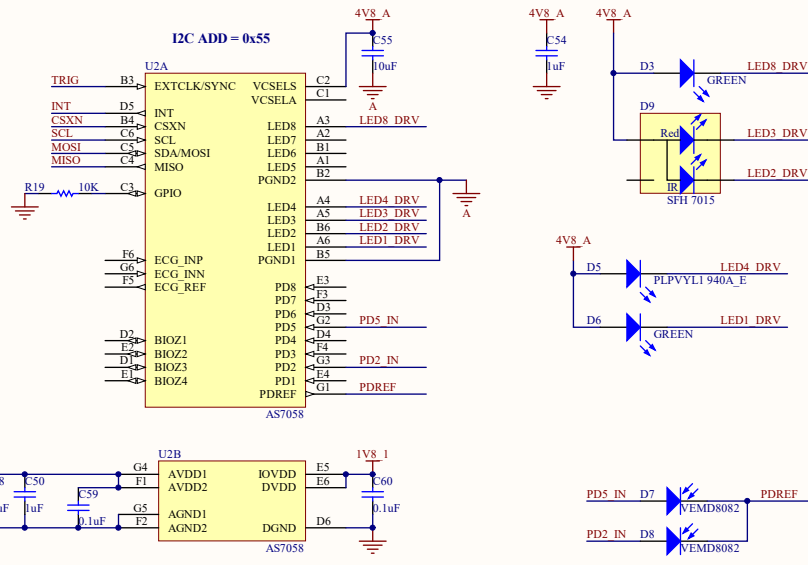 I2C ADD = 0x55
4V8_A
C55
10uF
A
4V8_A
C54
1uF
4V8_A
U2A
TRIG B3 EXTCLK/SYNC VCSELS C2
VCSELA C1
INT D5 INT
CSXN B4 CSXN LED8 A3 LED8_DRV
SCL C6 SCL LED7 A2
MOSI C5 SDA/MOSI LED6 B1
MISO C4 MISO LED5 A1
PGND2 B2
R19 10K C3 GPIO
A
LED4 A4 LED4_DRV
LED3 A5 LED3_DRV
LED2 B6 LED2_DRV
LED1 A6 LED1_DRV
F6 ECG_INP PGND1 B5
G6 ECG_INN
F5 ECG_REF PD8 E3
PD7 F3
PD6 D3
PD5 G2 PD5_IN
D2 BIOZ1 PD4 D4
E2 BIOZ2 PD3 F4
D1 BIOZ3 PD2 G3 PD2_IN
E1 BIOZ4 PD1 E4
PDREF G1 PDREF
AS7058
D3 GREEN LED8_DRV
D9
Red LED3_DRV
LED2_DRV
IR
SFH 7015
4V8_A
D5 PLPVYL1 940A_E LED4_DRV
D6 GREEN LED1_DRV
U2B
8
uF
C50
1uF
C59
0.1uF
G4 AVDD1 IOVDD E5
F1 AVDD2 DVDD E6
G5 AGND1
F2 AGND2 DGND D6
AS7058
1V8_1
C60
0.1uF
PD5_IN D7 VEMD8082 PDREF
PD2_IN D8 VEMD8082